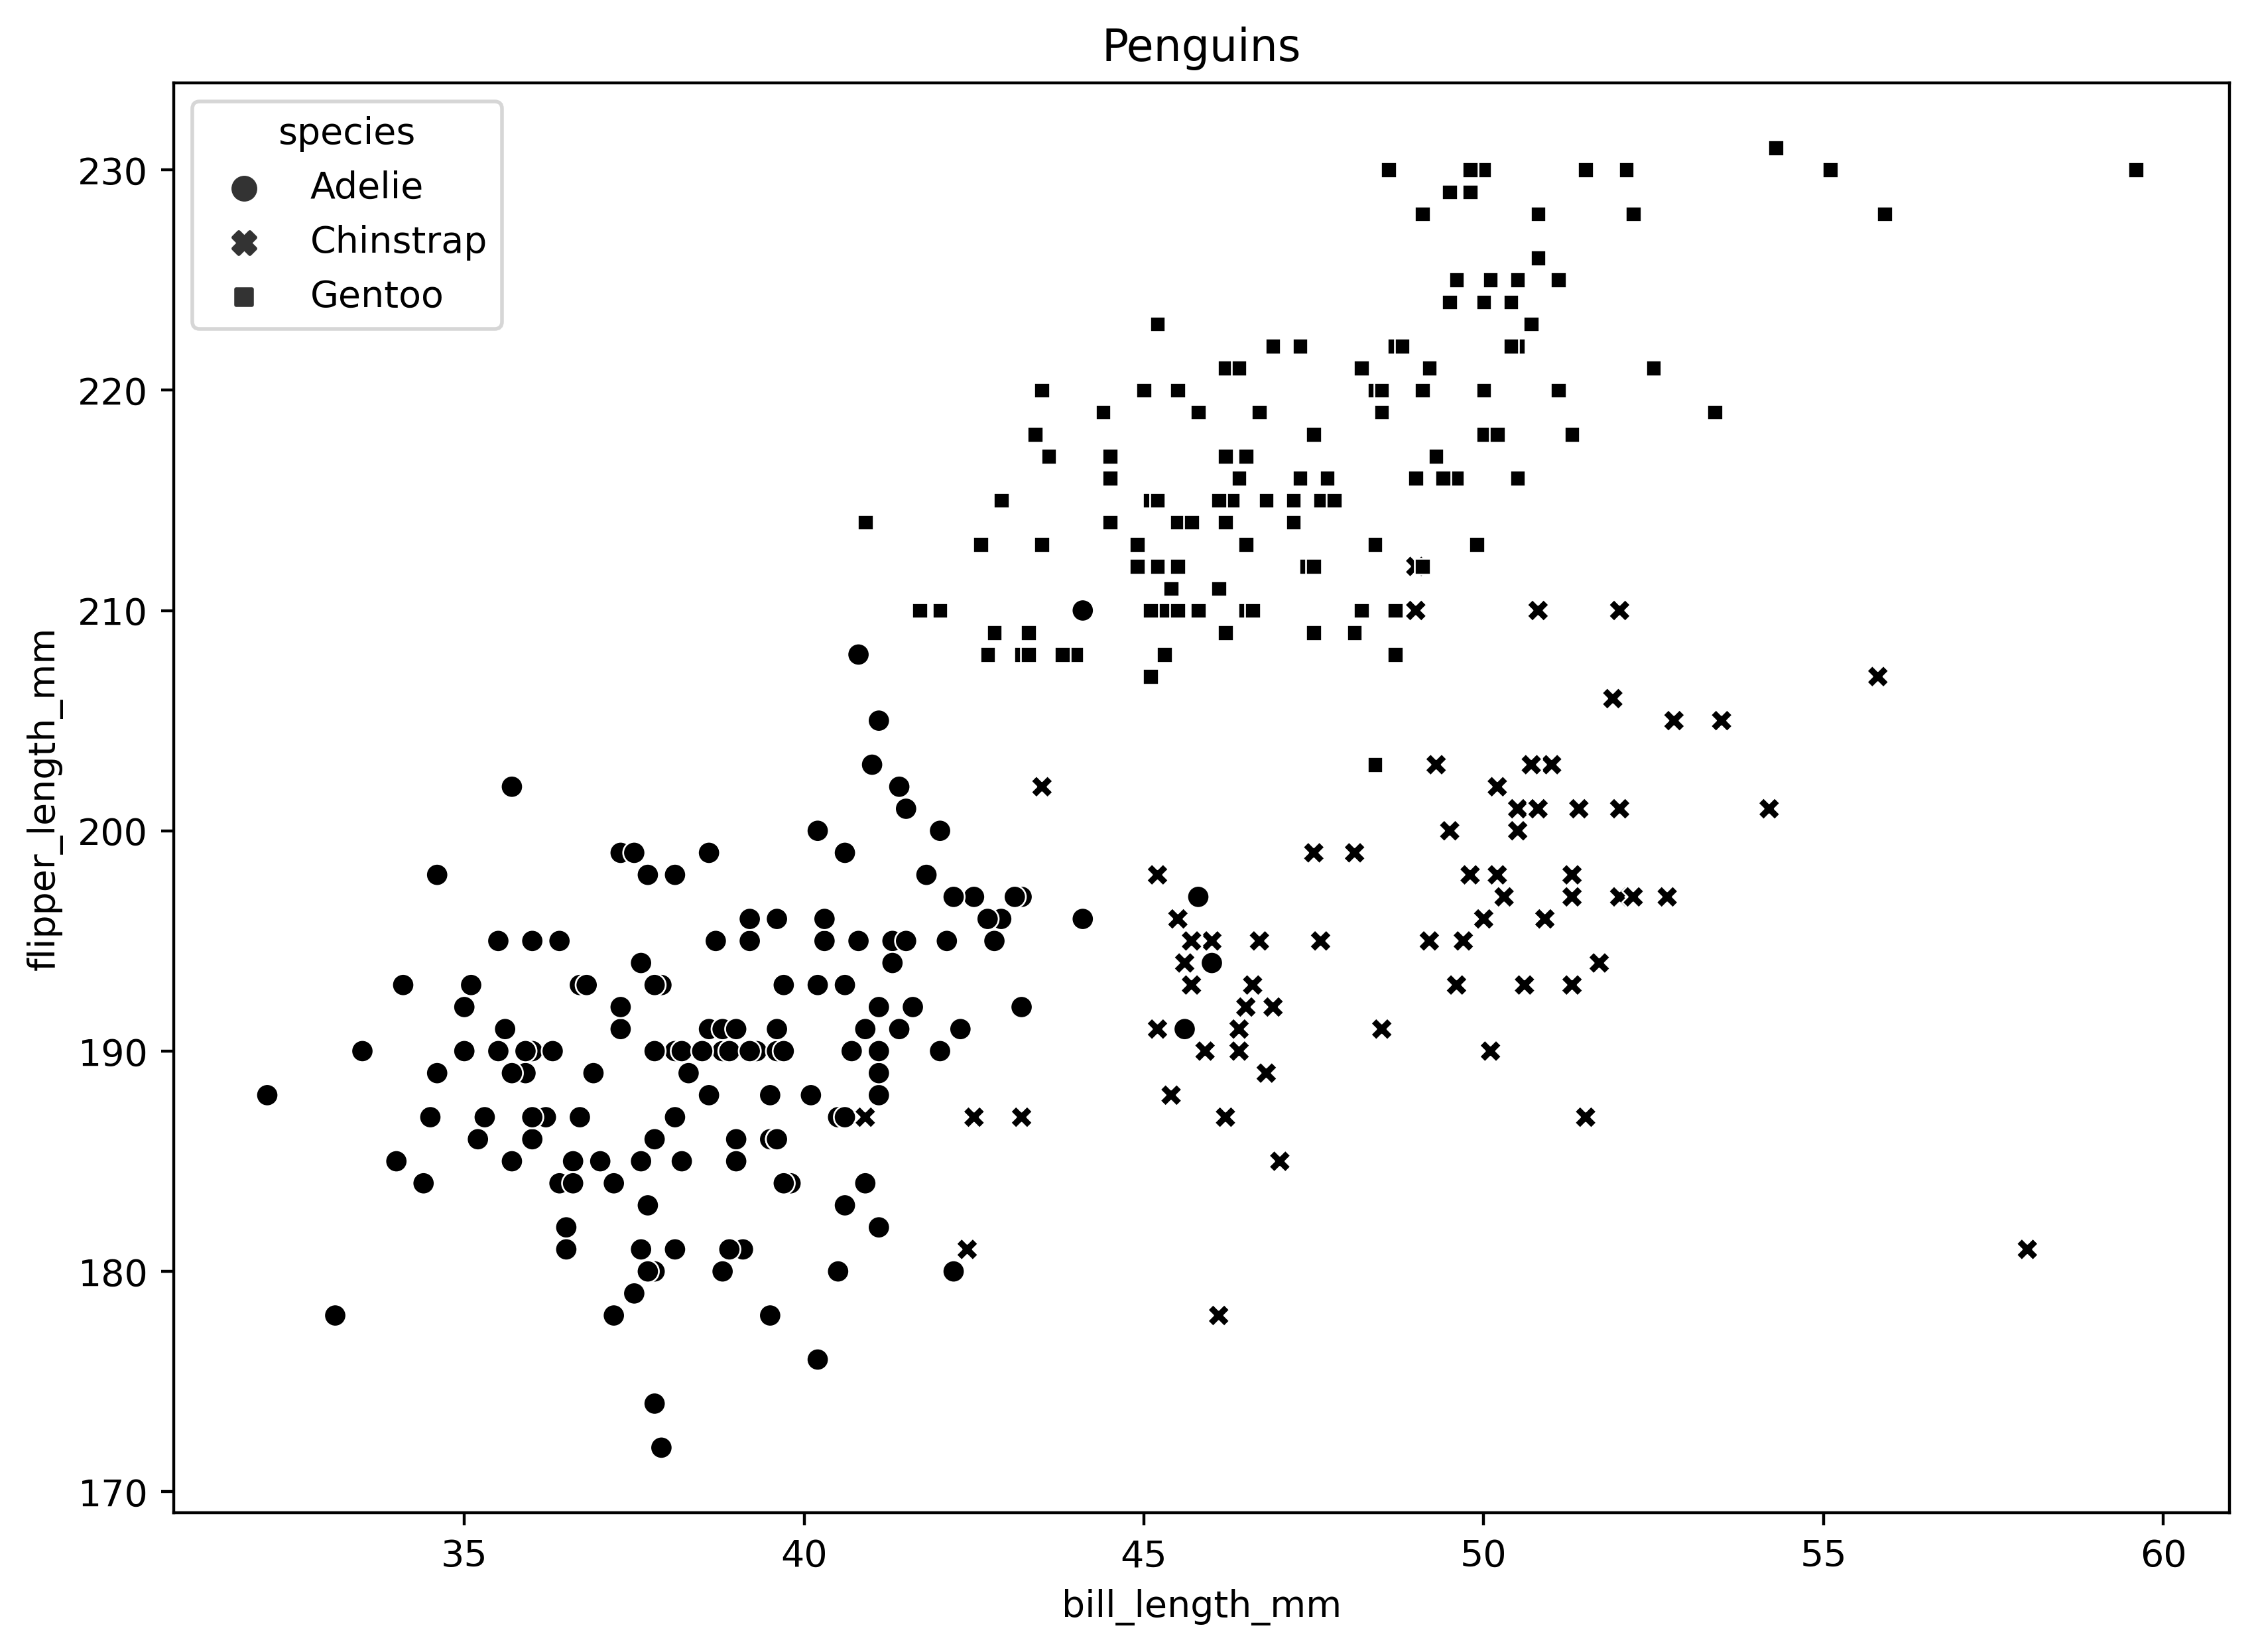 Penguins
species
Adelie
Chinstrap
Gentoo
230
220
210
200
190
180
170
flipper_length_mm
35 40 45 50 55 60
bill_length_mm